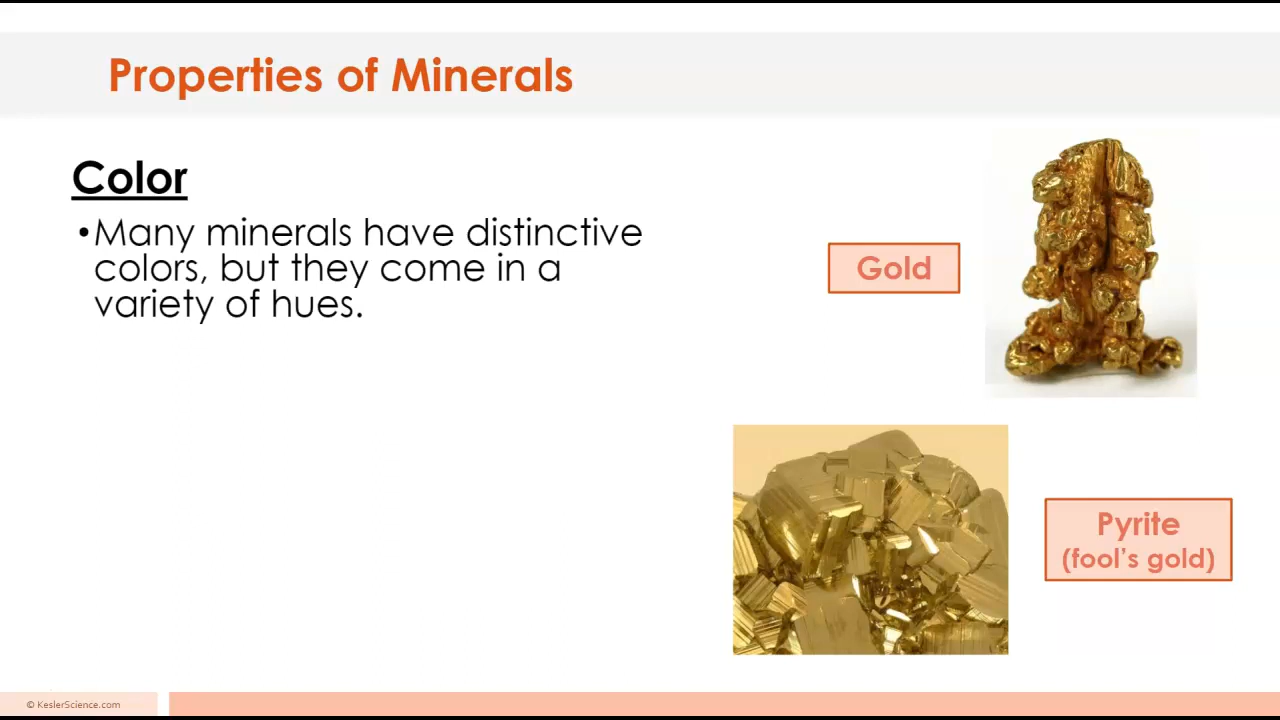 Properties of Minerals
Color
•Many minerals have distinctive
colors, but they come in a
variety of hues.
Gold
Pyrite
(fool's gold)
© KeslerScience.com